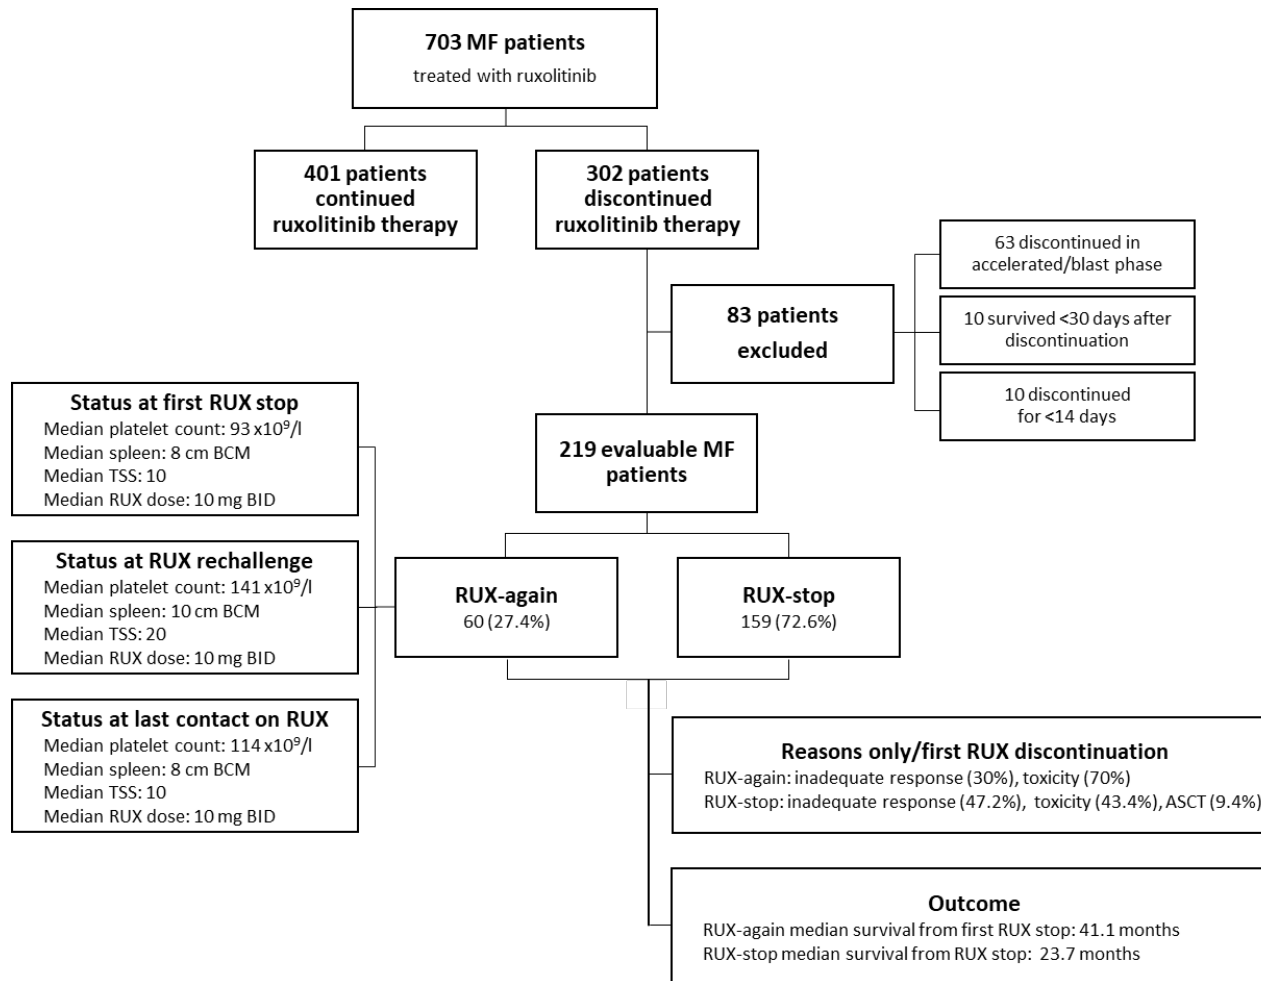 703 MF patients
treated with ruxolitinib
401 patients
continued
ruxolitinib therapy
302 patients
discontinued
ruxolitinib therapy
63 discontinued in
accelerated/blast phase
83 patients
excluded
10 survived <30 days after
discontinuation
10 discontinued
for <14 days
Status at first RUX stop
Median platelet count: 93 x10⁹/l
Median spleen: 8 cm BCM
Median TSS: 10
Median RUX dose: 10 mg BID
219 evaluable MF
patients
Status at RUX rechallenge
Median platelet count: 141 x10⁹/l
Median spleen: 10 cm BCM
Median TSS: 20
Median RUX dose: 10 mg BID
RUX-again
60 (27.4%)
RUX-stop
159 (72.6%)
Status at last contact on RUX
Median platelet count: 114 x10⁹/l
Median spleen: 8 cm BCM
Median TSS: 10
Median RUX dose: 10 mg BID
Reasons only/first RUX discontinuation
RUX-again: inadequate response (30%), toxicity (70%)
RUX-stop: inadequate response (47.2%), toxicity (43.4%), ASCT (9.4%)
Outcome
RUX-again median survival from first RUX stop: 41.1 months
RUX-stop median survival from RUX stop: 23.7 months